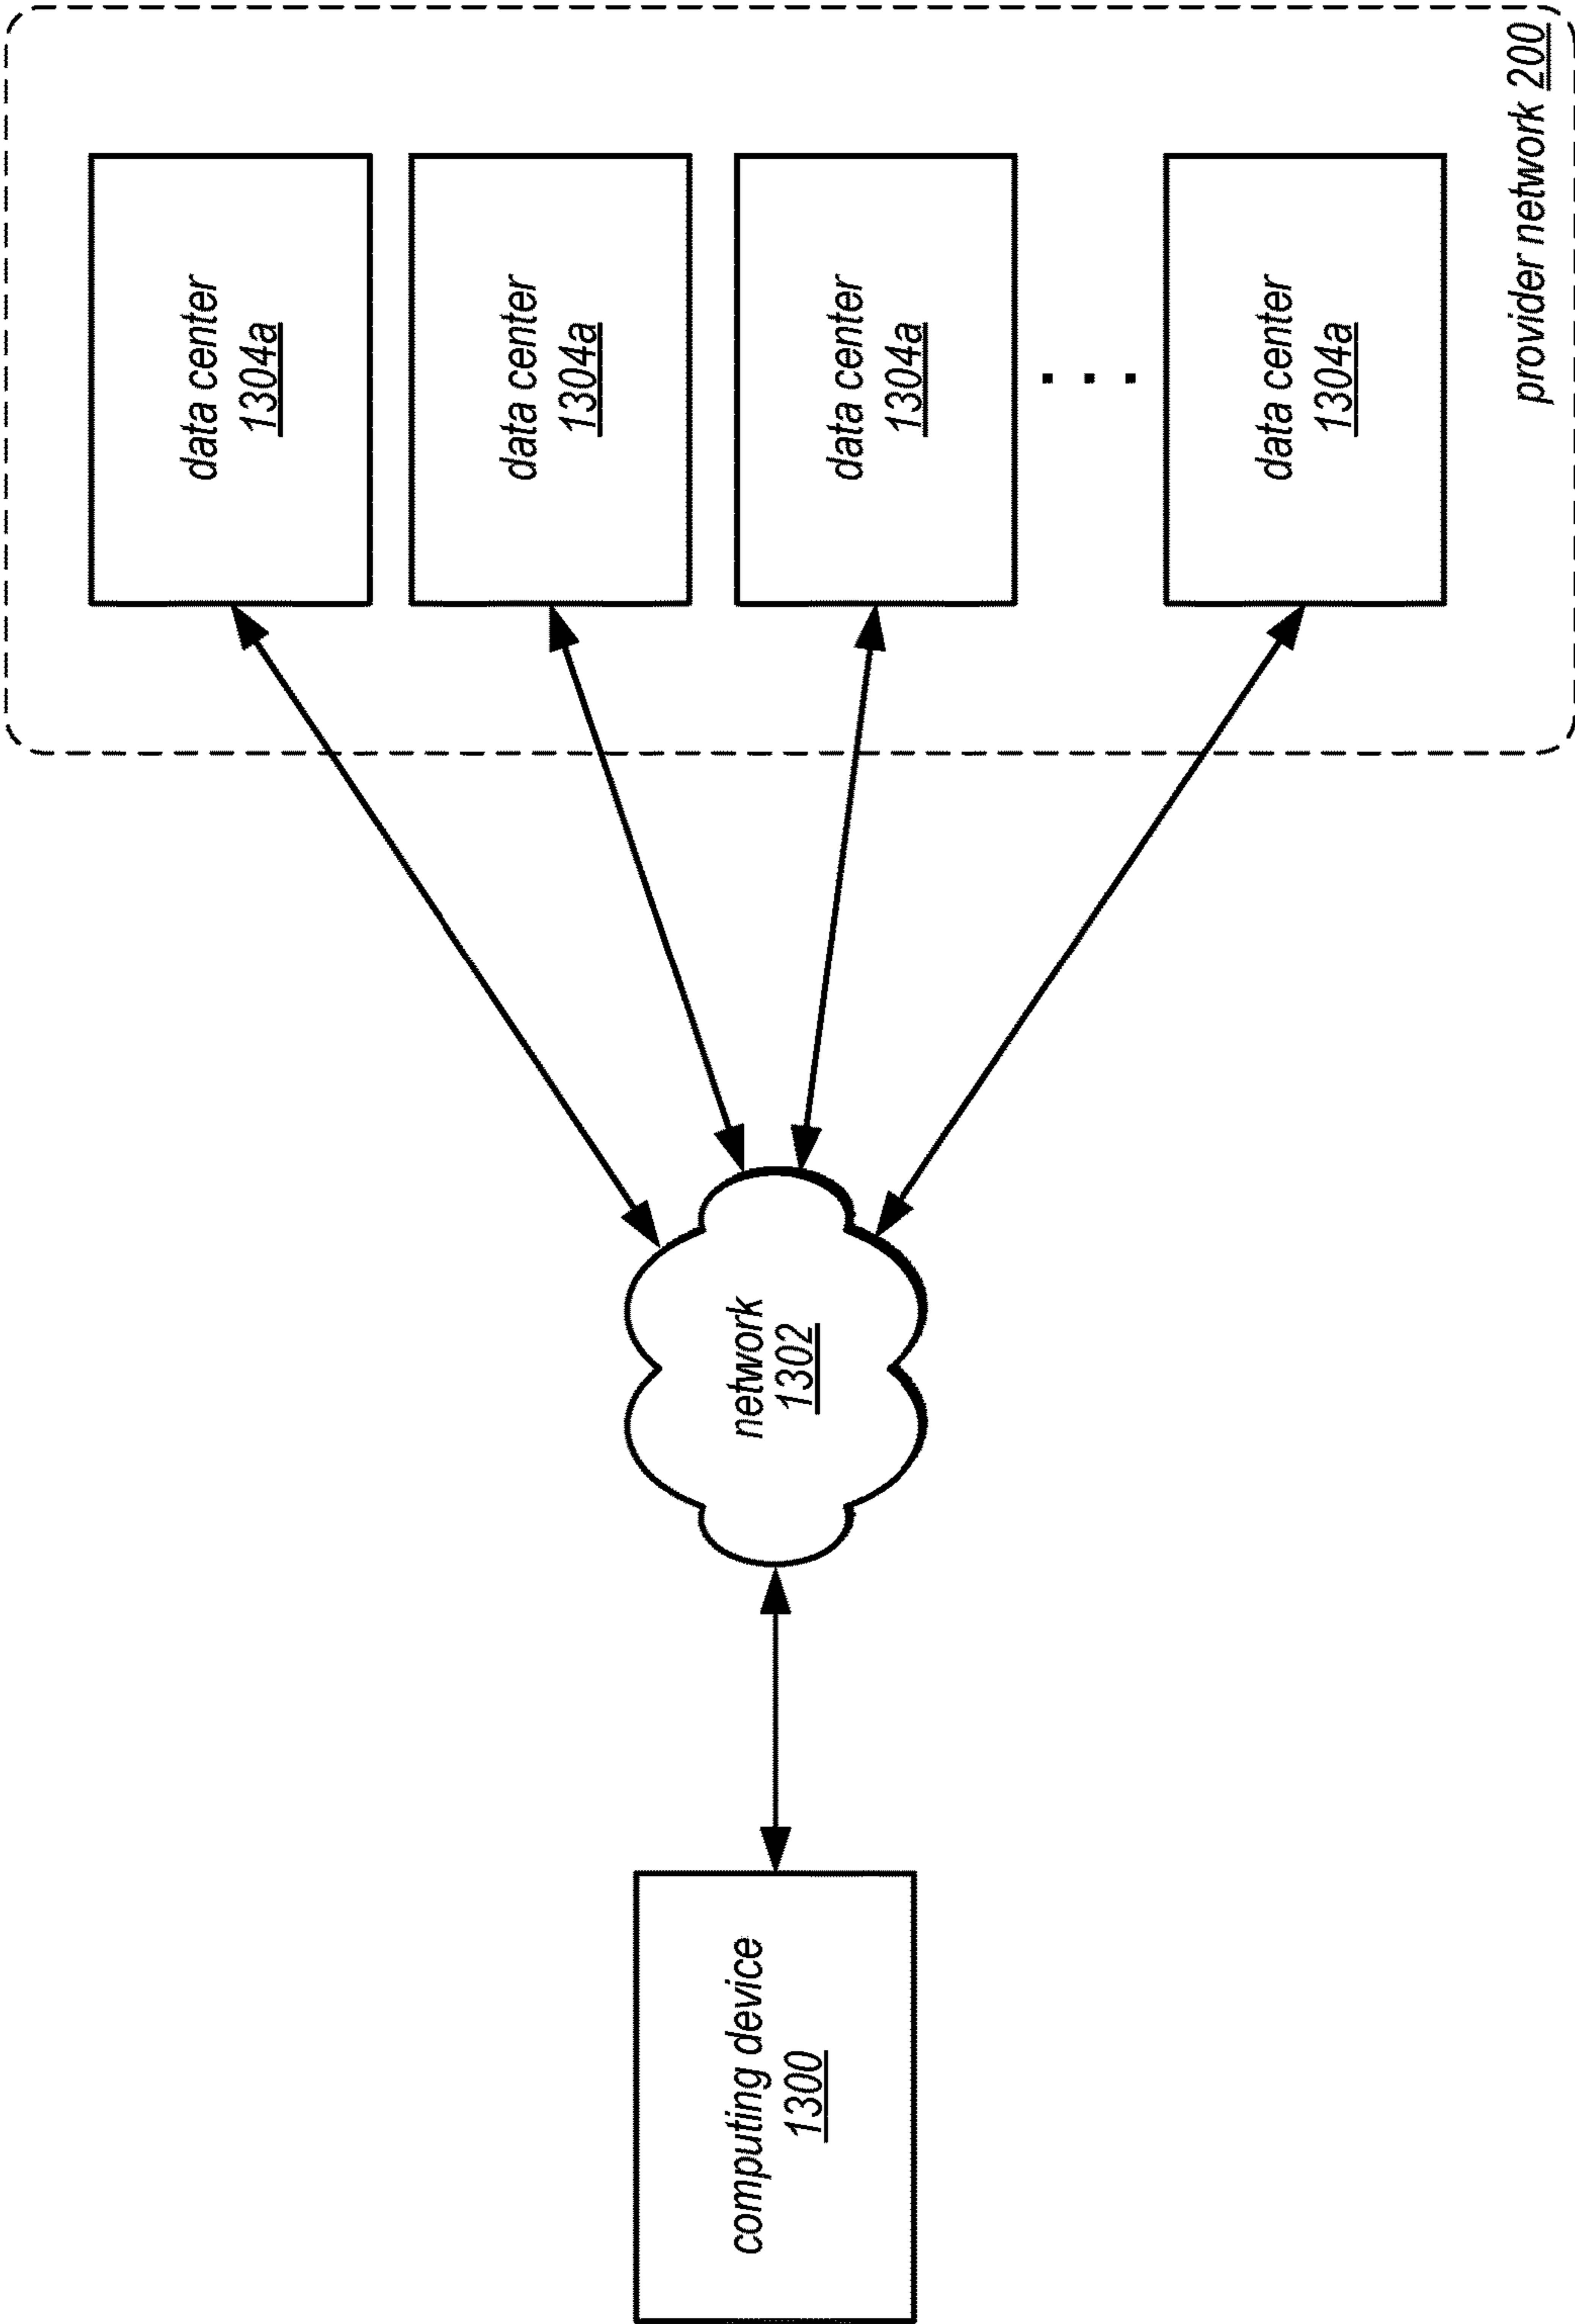 data center
1304a
data center
1304a
data center
1304a
. . .
data center
1304a
provider network 200
network
1302
computing device
1300